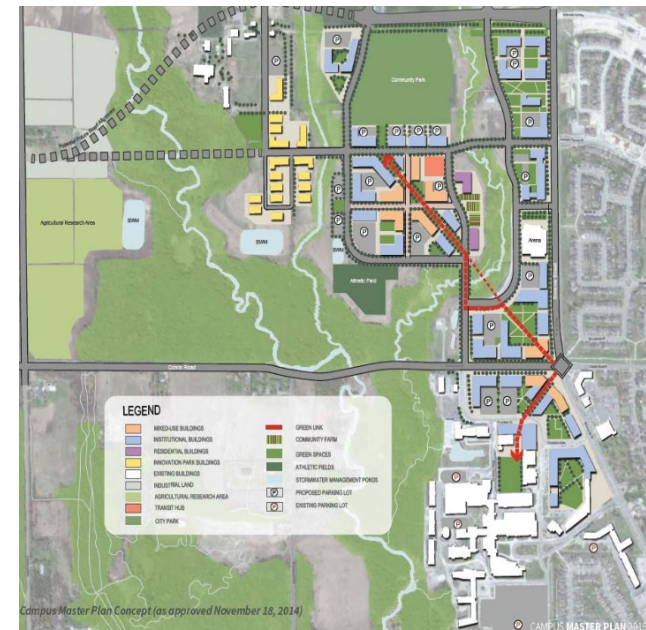 Community Park
Agricultural Research Area
SWM
SWM
SWM
Arena
Athletic Field
Conlin Road
LEGEND
MIXED-USE BUILDINGS
INSTITUTIONAL BUILDINGS
RESIDENTIAL BUILDINGS
INNOVATION PARK BUILDINGS
EXISTING BUILDINGS
INDUSTRIAL LAND
AGRICULTURAL RESEARCH AREA
TRANSIT HUB
CITY PARK
GREEN LINK
COMMUNITY FARM
GREEN SPACES
ATHLETIC FIELDS
STORMWATER MANAGEMENT PONDS
PROPOSED PARKING LOT
EXISTING PARKING LOT
Campus Master Plan Concept (as approved November 18, 2014)
CAMPUS MASTER PLAN 2015